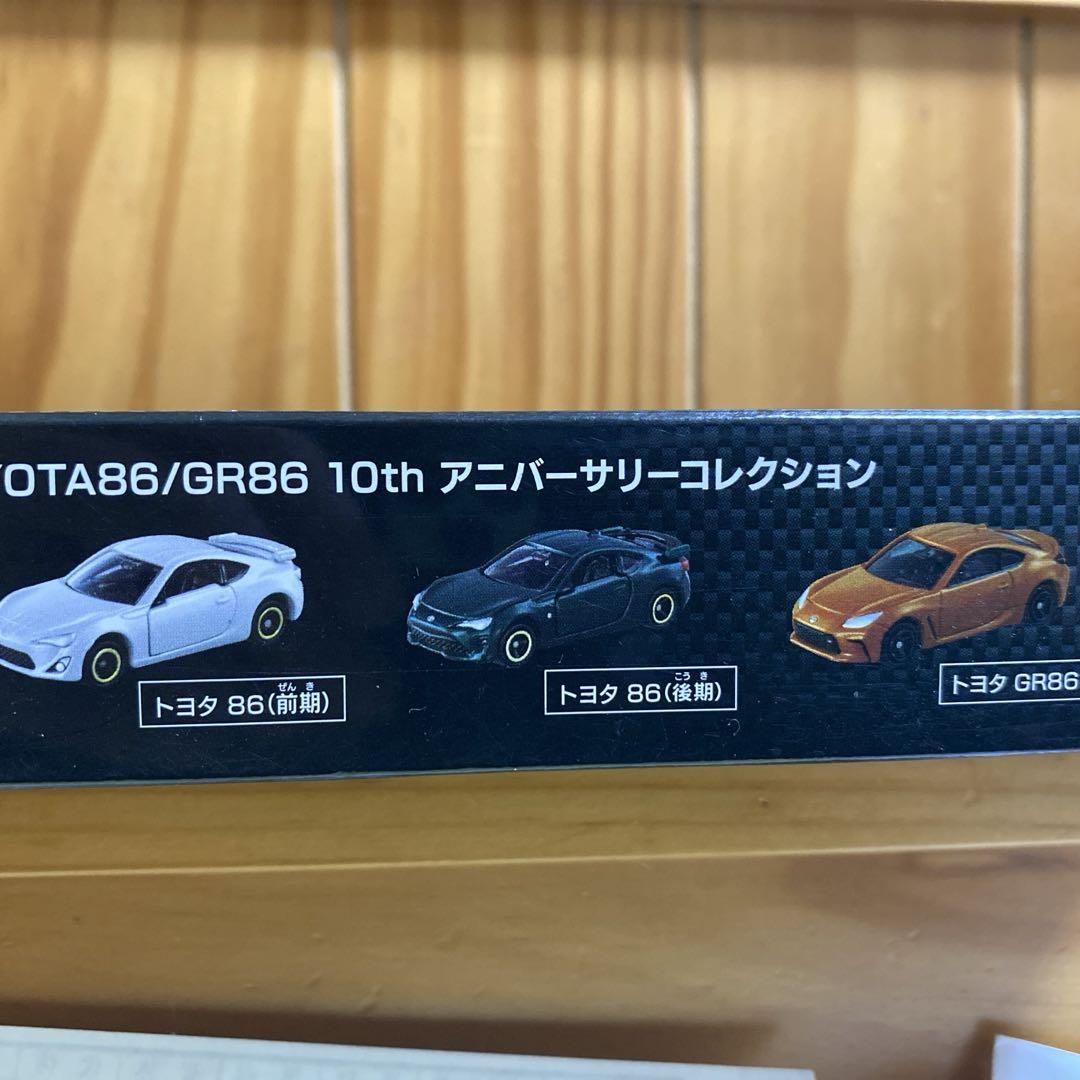 YOTA86/GR86 10th アニバーサリーコレクション
ぜん き
トヨタ 86(前期)
こう き
トヨタ 86(後期)
トヨタ GR86